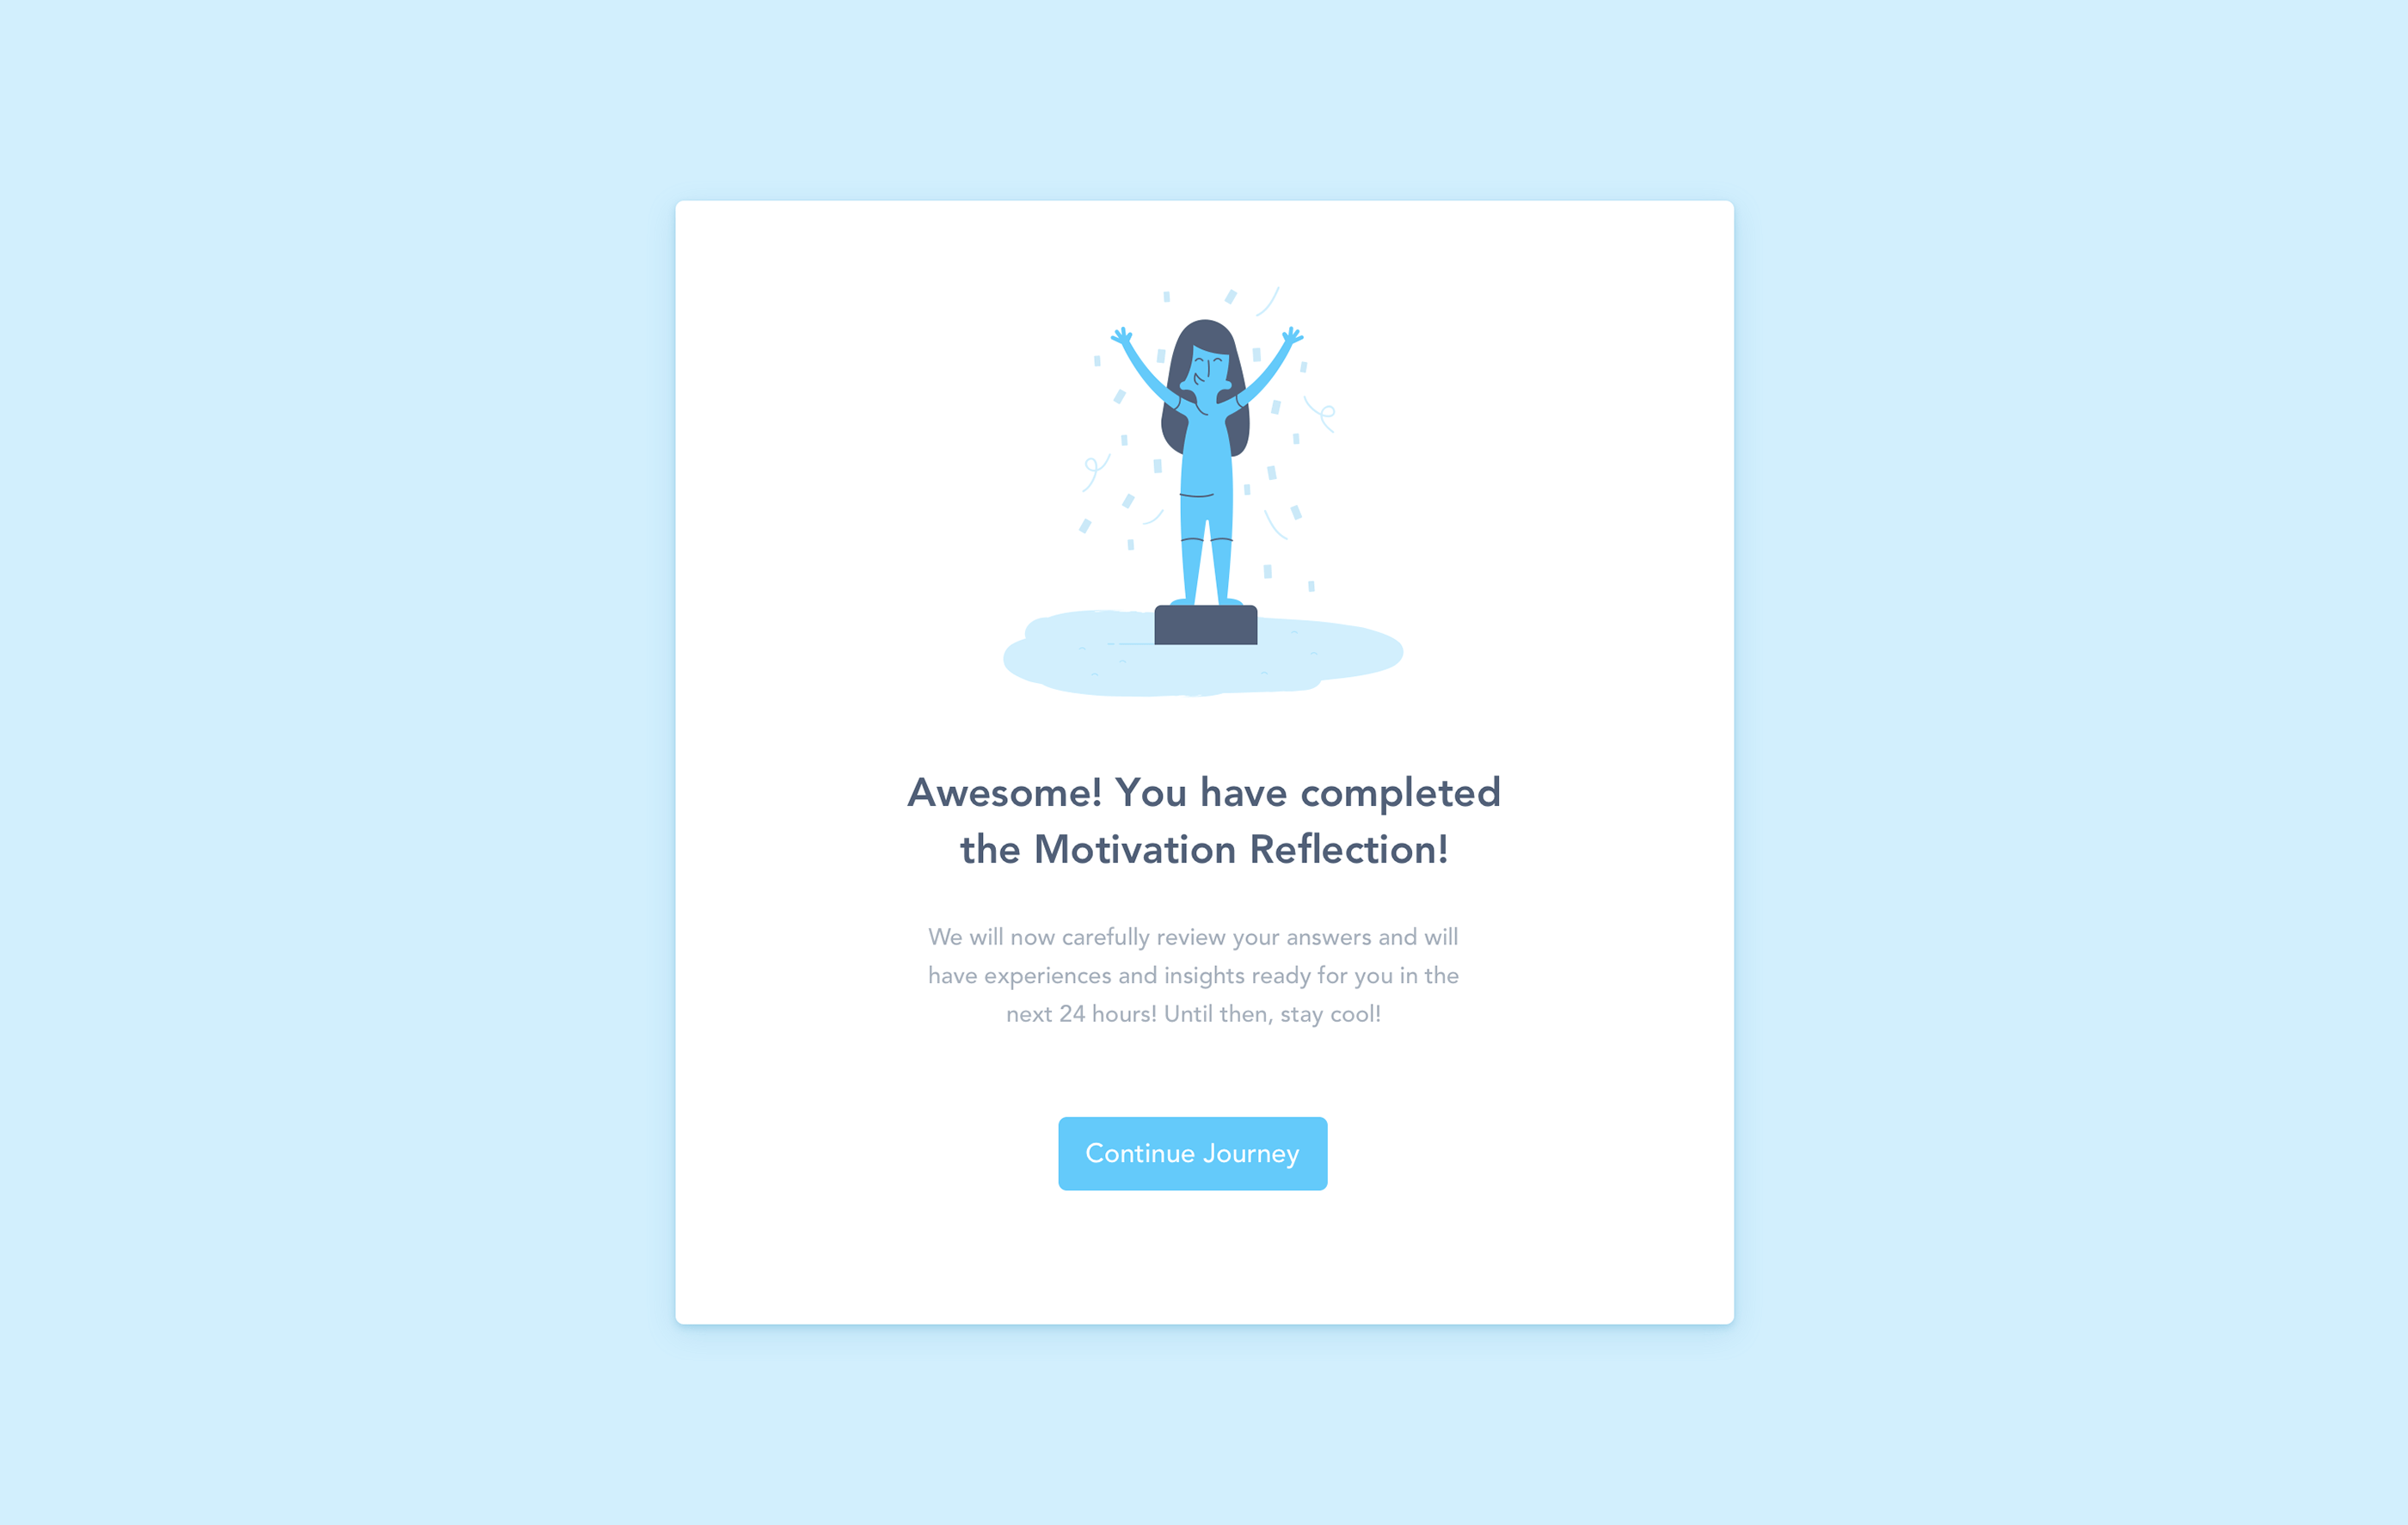 Awesome! You have completed
the Motivation Reflection!
We will now carefully review your answers and will
have experiences and insights ready for you in the
next 24 hours! Until then, stay cool!
Continue Journey